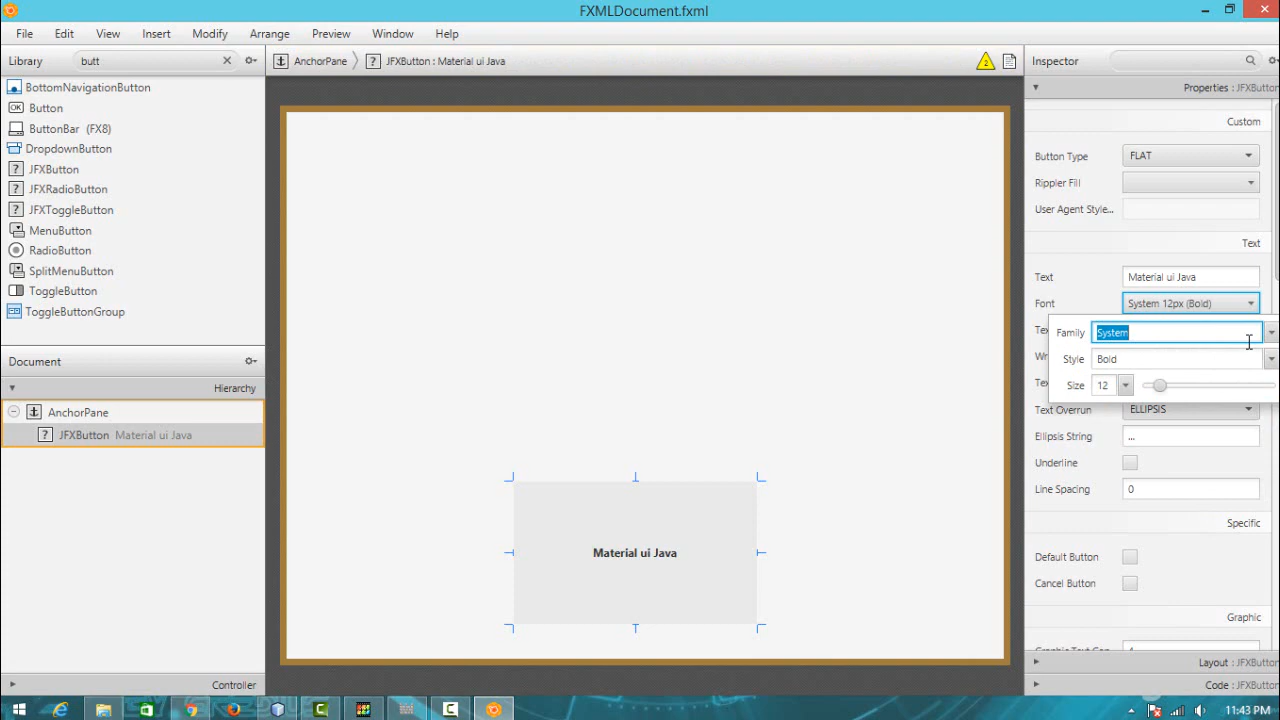 FXMLDocument.fxml
File Edit View Insert Modify Arrange Preview Window Help
Library butt
AnchorPane JFXButton : Material ui Java
2
Inspector
BottomNavigationButton
OK Button
ButtonBar (FX8)
DropdownButton
? JFXButton
? JFXRadioButton
? JFXToggleButton
MenuButton
RadioButton
SplitMenuButton
ToggleButton
ToggleButtonGroup
Document
Hierarchy
AnchorPane
? JFXButton Material ui Java
Controller
Material ui Java
Properties : JFXButton
Custom
Button Type FLAT
Rippler Fill
User Agent Style...
Text
Text Material ui Java
Font System 12px (Bold)
Family System
Style Bold
Size 12
Text Overrun ELLIPSIS
Ellipsis String ...
Underline
Line Spacing 0
Specific
Default Button
Cancel Button
Graphic
Layout : JFXButton
Code : JFXButton
11:43 PM